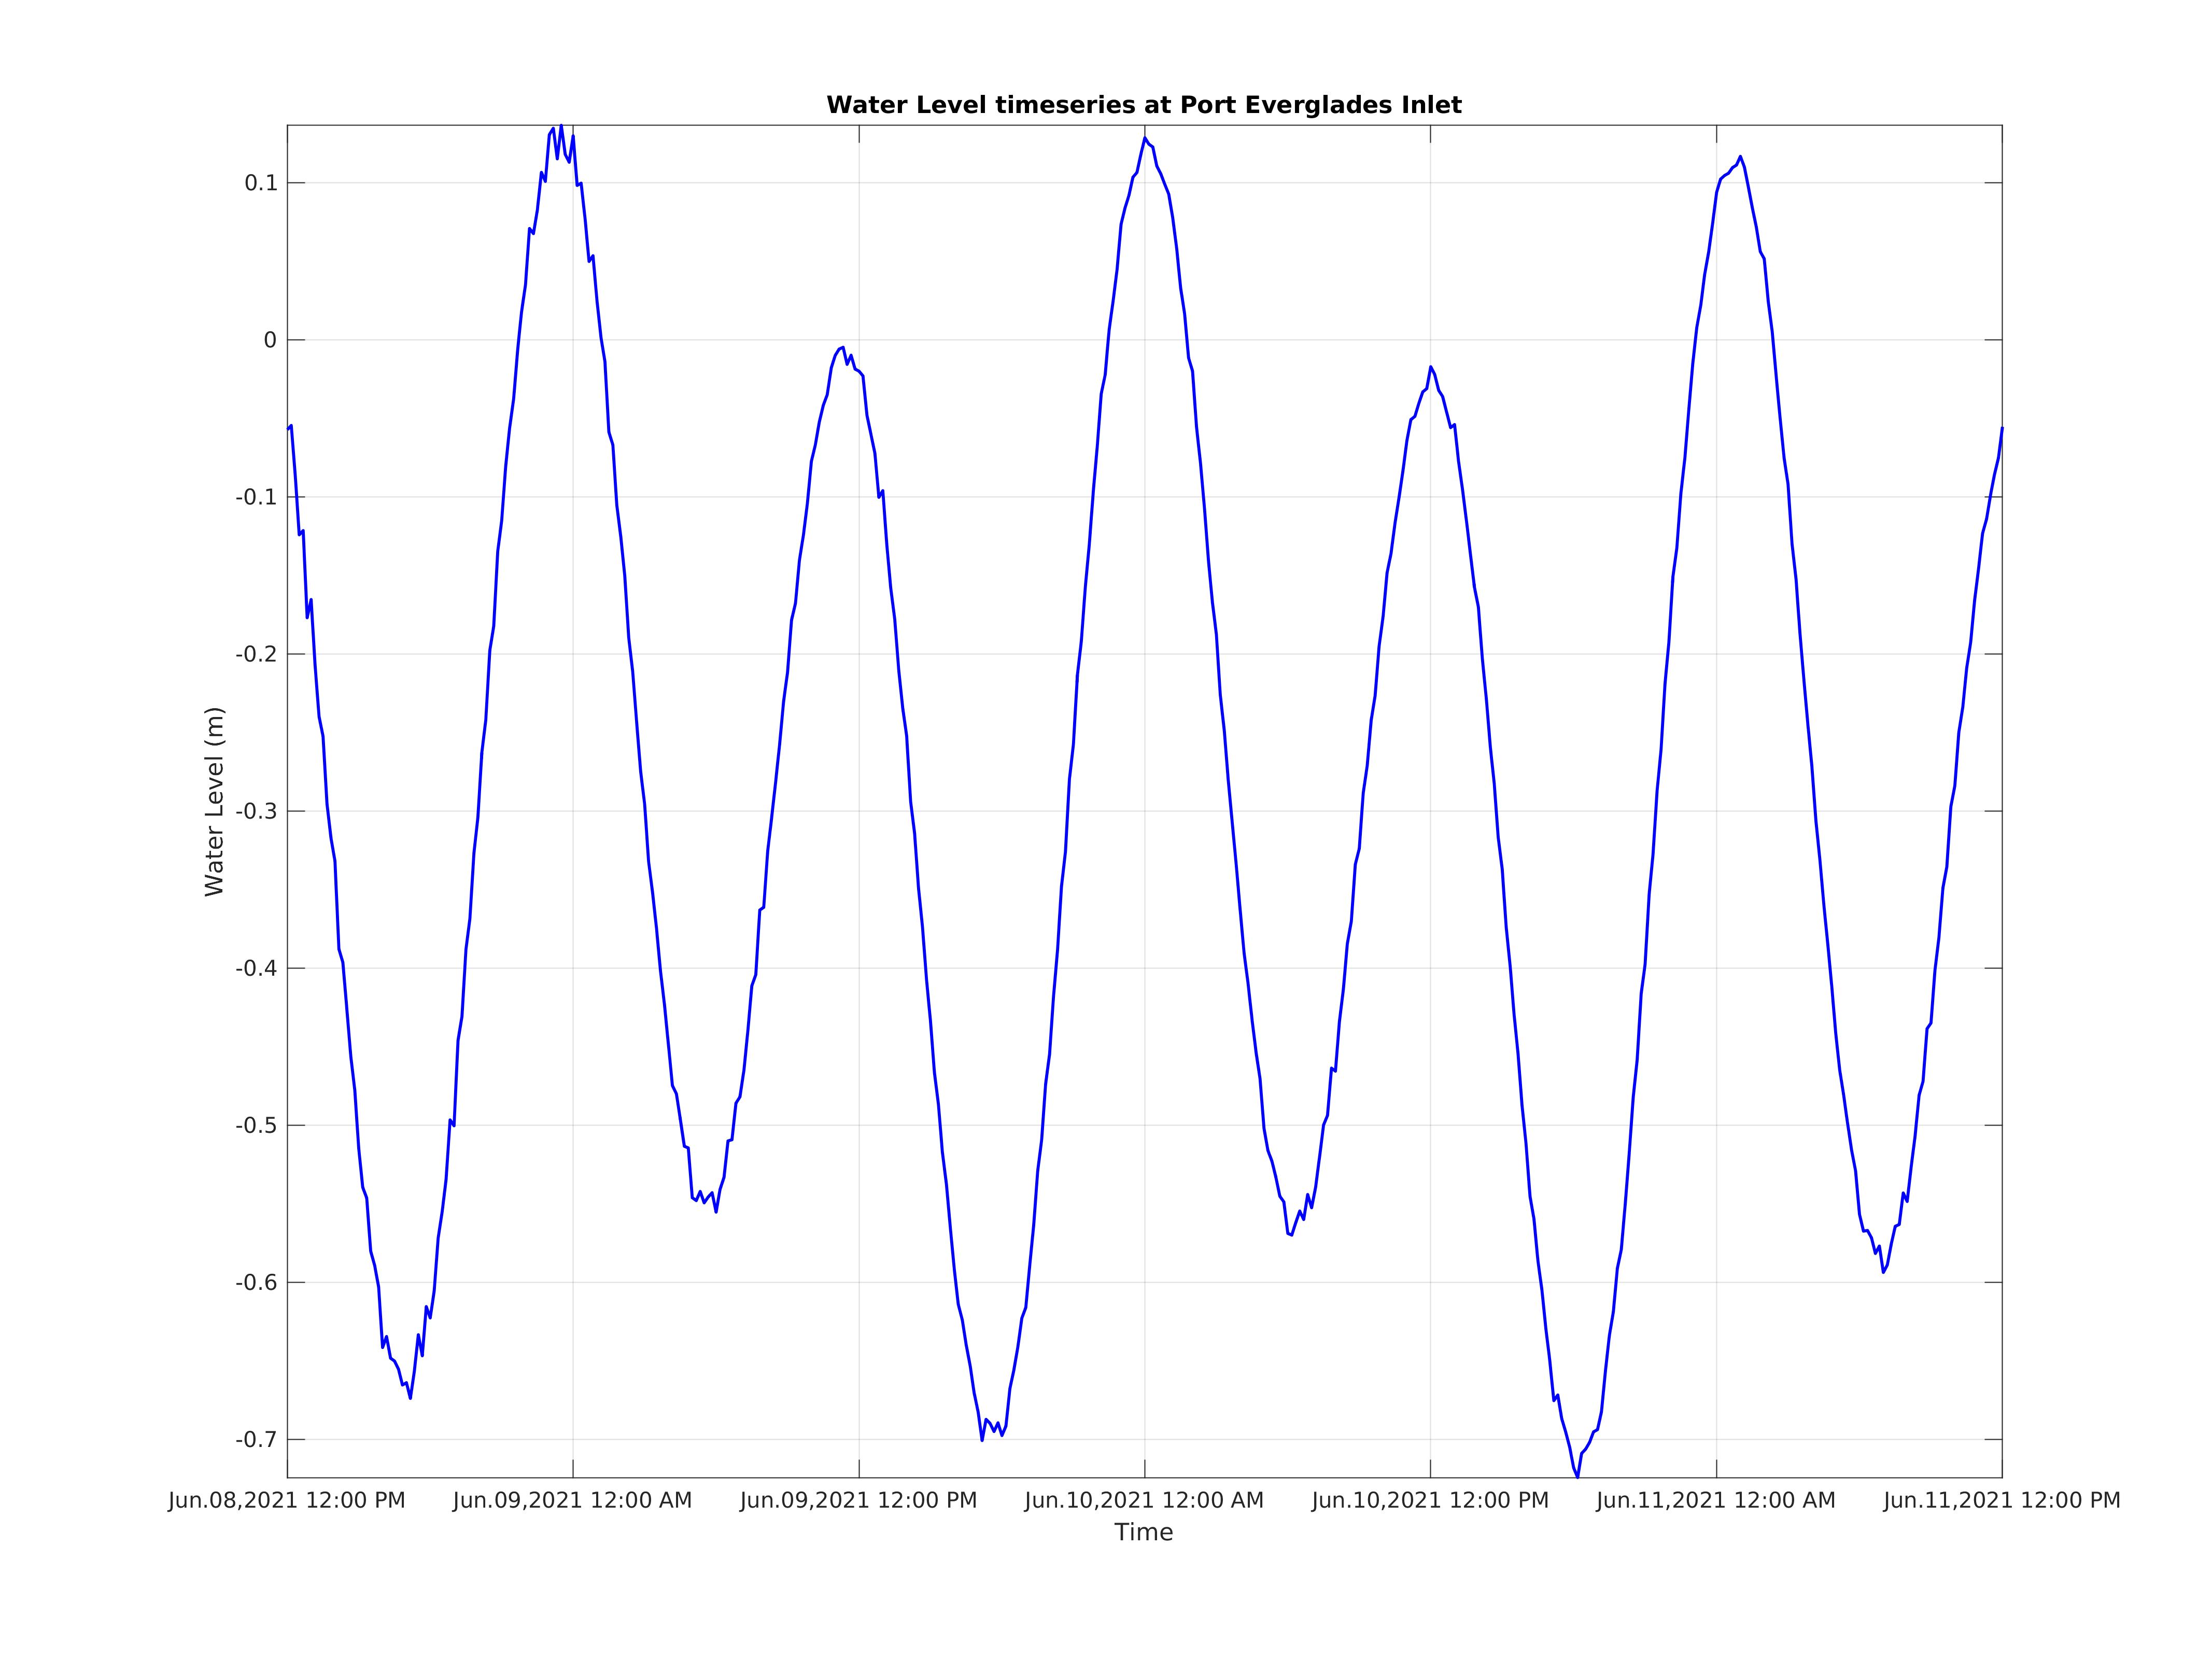 Water Level timeseries at Port Everglades Inlet
0.1
0
-0.1
-0.2
-0.3
-0.4
-0.5
-0.6
-0.7
Water Level (m)
Jun.08,2021 12:00 PM Jun.09,2021 12:00 AM Jun.09,2021 12:00 PM Jun.10,2021 12:00 AM Jun.10,2021 12:00 PM Jun.11,2021 12:00 AM Jun.11,2021 12:00 PM
Time